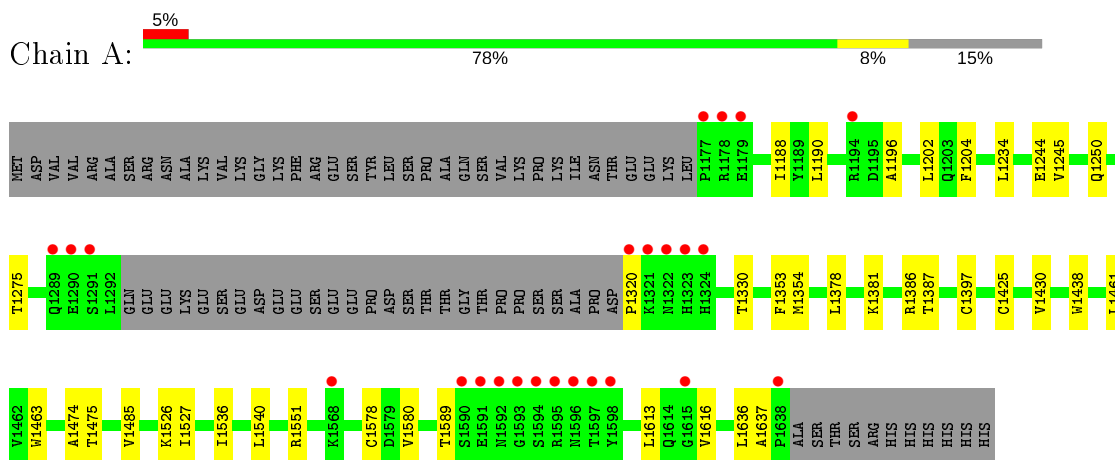 5%
Chain A:
78% 8% 15%
MET ASP VAL VAL ARG ALA SER ARG ASN ALA LYS VAL LYS GLY LYS PHE ARG GLU SER TYR LEU SER PRO ALA GLN SER VAL LYS PRO LYS ILE ASN THR GLU GLU LYS LEU P1177 R1178 E1179 I1188 Y1189 L1190 R1194 D1195 A1196 L1202 Q1203 F1204 L1234 E1244 V1245 Q1250
T1275 Q1289 E1290 S1291 L1292 GLN GLU GLU LYS GLU SER GLU ASP GLU GLU SER GLU GLU PRO ASP SER THR THR GLY THR PRO PRO SER SER ALA PRO ASP P1320 K1321 N1322 H1323 H1324 T1330 F1353 M1354 L1378 K1381 R1386 T1387 C1397 C1425 V1430 W1438 L1461
V1462 W1463 A1474 T1475 V1485 K1526 I1527 I1536 L1540 R1551 K1568 C1578 D1579 V1580 T1589 S1590 E1591 N1592 G1593 S1594 R1595 N1596 T1597 Y1598 L1613 Q1614 G1615 V1616 L1636 A1637 P1638 ALA SER THR SER ARG HIS HIS HIS HIS HIS HIS